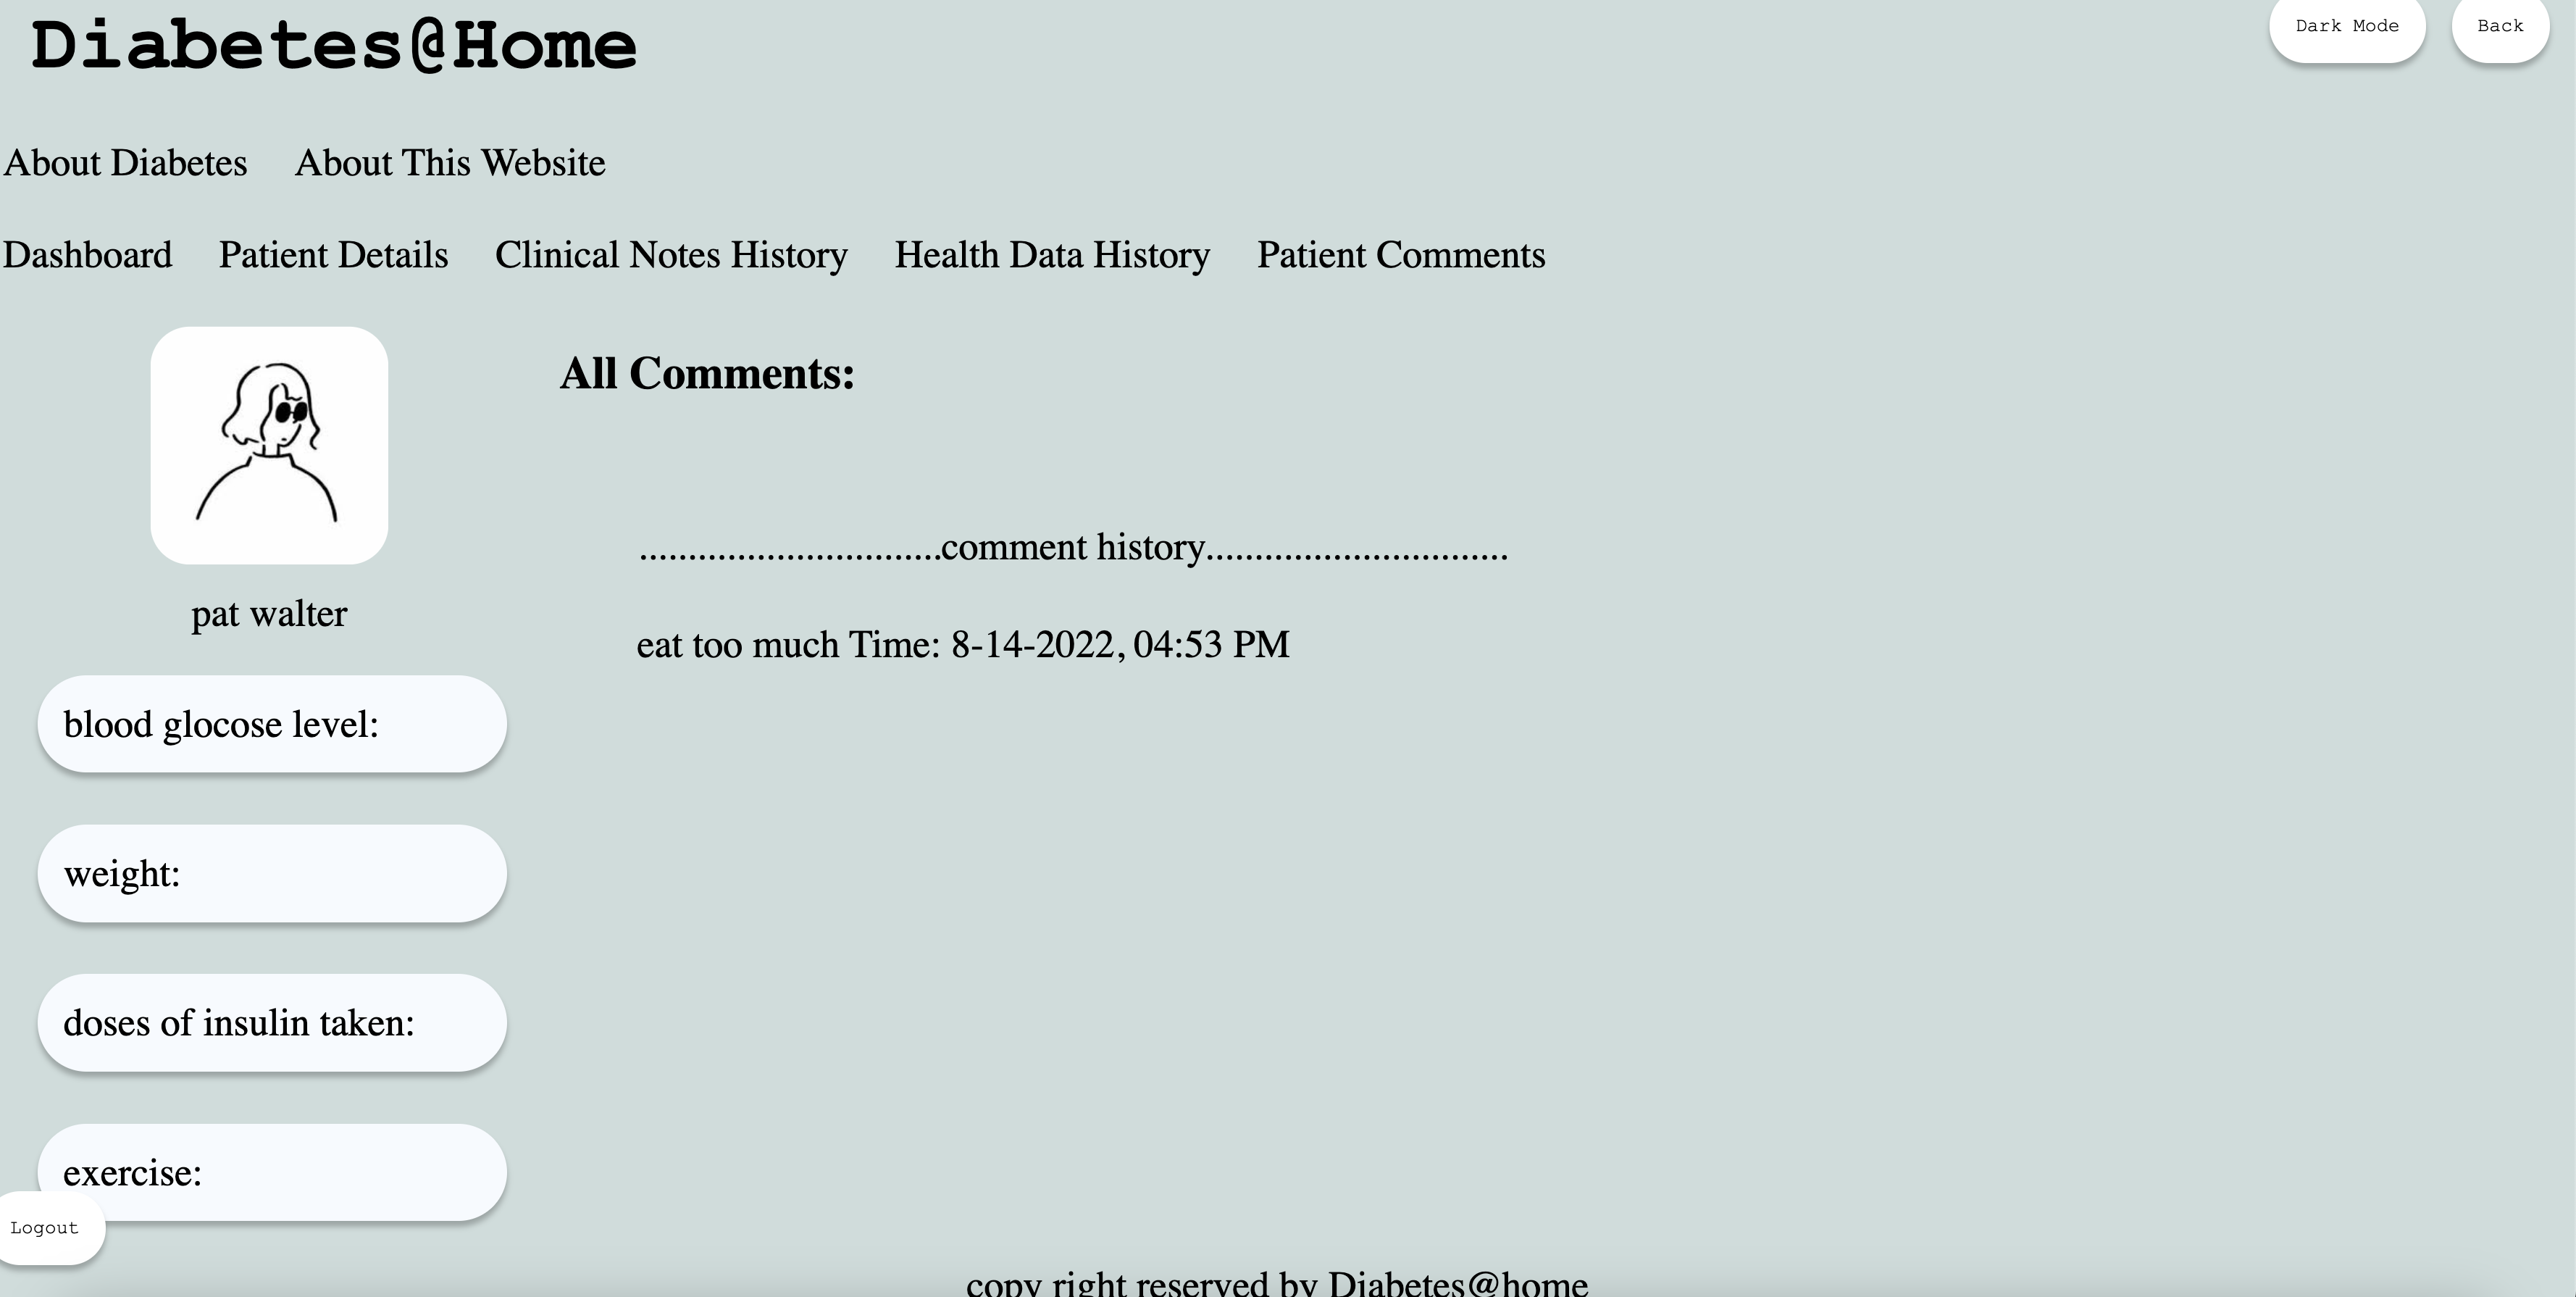 Diabetes@Home
Dark Mode
Back
About Diabetes About This Website
Dashboard Patient Details Clinical Notes History Health Data History Patient Comments
All Comments:
...............................comment history...............................
pat walter
eat too much Time: 8-14-2022, 04:53 PM
blood glocose level:
weight:
doses of insulin taken:
exercise:
Logout
copy right reserved by Diabetes@home